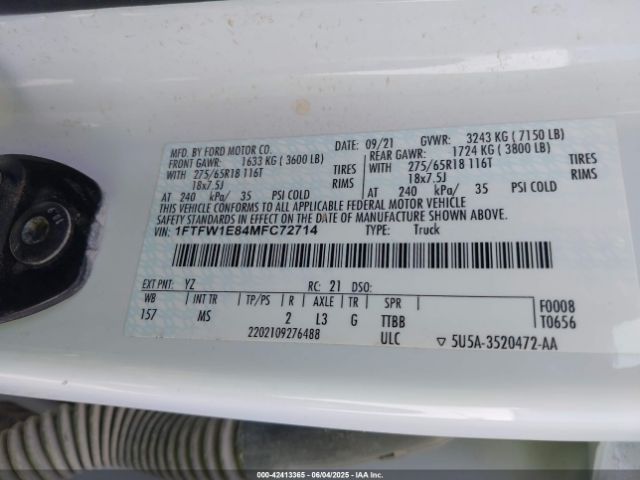 MFD. BY FORD MOTOR CO. DATE: 09/21 GVWR: 3243 KG ( 7150 LB)
FRONT GAWR: 1633 KG ( 3600 LB) REAR GAWR: 1724 KG ( 3800 LB)
WITH 275/65R18 116T TIRES WITH 275/65R18 116T TIRES
18x7.5J RIMS 18x7.5J RIMS
AT 240 kPa/ 35 PSI COLD AT 240 kPa/ 35 PSI COLD
THIS VEHICLE CONFORMS TO ALL APPLICABLE FEDERAL MOTOR VEHICLE
SAFETY STANDARDS IN EFFECT ON THE DATE OF MANUFACTURE SHOWN ABOVE.
VIN: 1FTFW1E84MFC72714 TYPE: Truck
EXT PNT: YZ RC: 21 DSO:
WB INT TR TP/PS R AXLE TR SPR F0008
157 MS 2 L3 G TTBB T0656
2202109276488 ULC ▽ 5U5A-3520472-AA
000-42413365 - 06/04/2025 - IAA Inc.